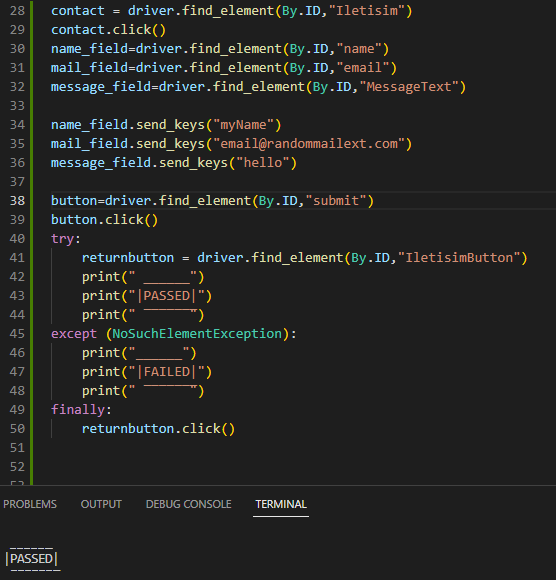 28 contact = driver.find_element(By.ID,"Iletisim")
29 contact.click()
30 name_field=driver.find_element(By.ID,"name")
31 mail_field=driver.find_element(By.ID,"email")
32 message_field=driver.find_element(By.ID,"MessageText")
33
34 name_field.send_keys("myName")
35 mail_field.send_keys("email@randommailext.com")
36 message_field.send_keys("hello")
37
38 button=driver.find_element(By.ID,"submit")
39 button.click()
40 try:
41     returnbutton = driver.find_element(By.ID,"IletisimButton")
42     print(" ______")
43     print("|PASSED|")
44     print(" ‾‾‾‾‾‾")
45 except (NoSuchElementException):
46     print("______")
47     print("|FAILED|")
48     print(" ‾‾‾‾‾‾")
49 finally:
50     returnbutton.click()
51
52
PROBLEMS OUTPUT DEBUG CONSOLE TERMINAL
 ______
|PASSED|
 ‾‾‾‾‾‾